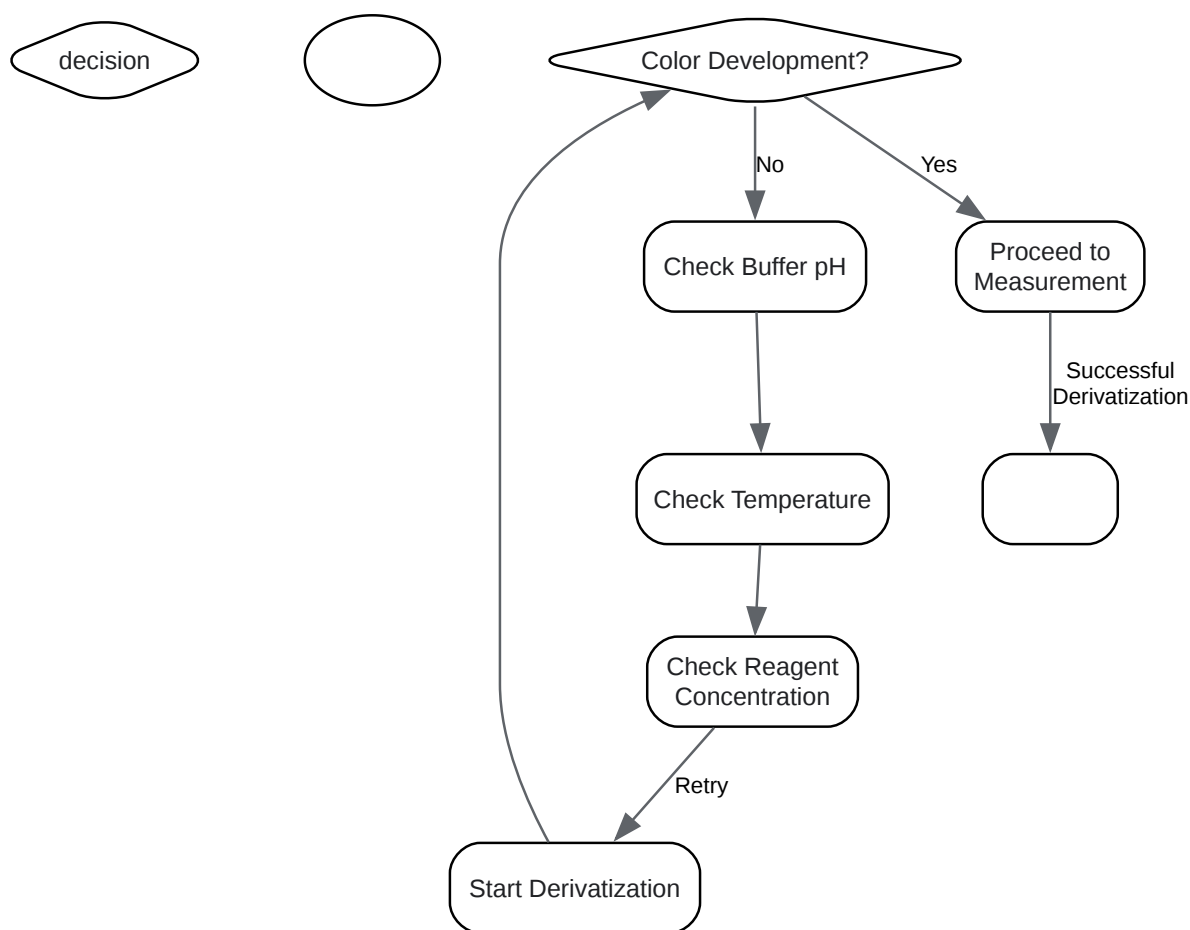 decision
Color Development?
No
Yes
Check Buffer pH
Proceed to
Measurement
Successful
Derivatization
Check Temperature
Check Reagent
Concentration
Retry
Start Derivatization